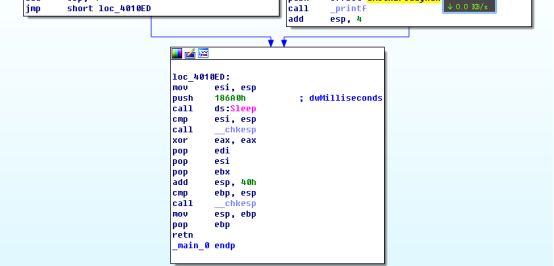 jmp     short loc_4010ED
call    _printf
add     esp, 4
↓ 0.0 KB/s
loc_4010ED:
mov     esi, esp
push    186A0h          ; dwMilliseconds
call    ds:Sleep
cmp     esi, esp
call    __chkesp
xor     eax, eax
pop     edi
pop     esi
pop     ebx
add     esp, 40h
cmp     ebp, esp
call    __chkesp
mov     esp, ebp
pop     ebp
retn
_main_0 endp